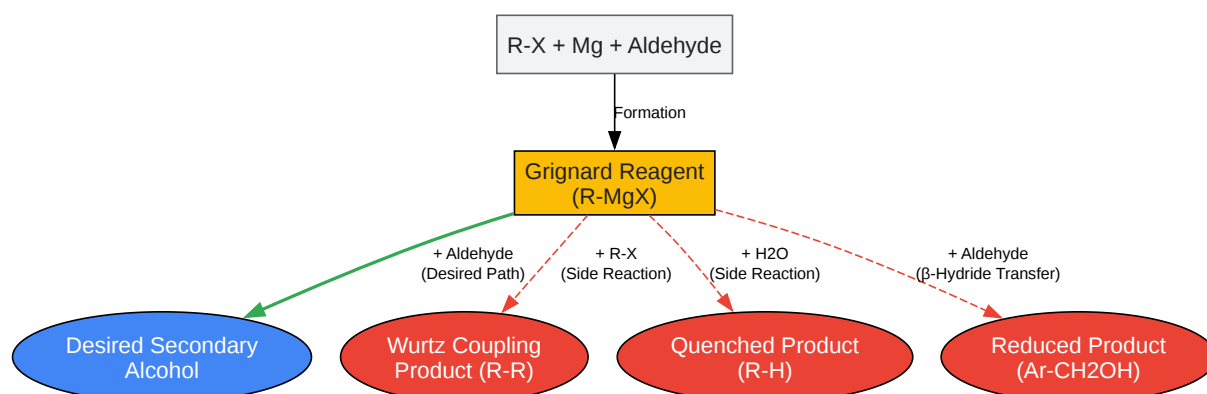 R-X + Mg + Aldehyde
Formation
Grignard Reagent
(R-MgX)
+ Aldehyde
(Desired Path)
+ R-X
(Side Reaction)
+ H2O
(Side Reaction)
+ Aldehyde
(β-Hydride Transfer)
Desired Secondary
Alcohol
Wurtz Coupling
Product (R-R)
Quenched Product
(R-H)
Reduced Product
(Ar-CH2OH)